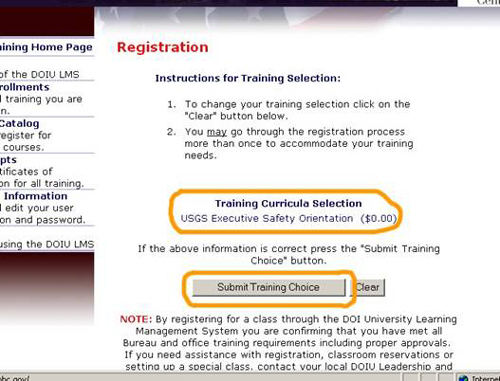 Cent
aining Home Page
of the DOIU LMS
rollments
l training you are
n.
Catalog
register for
courses.
pts
tificates of
on for all training.
Information
l edit your user
on and password.
using the DOIU LMS
Registration
Instructions for Training Selection:
1. To change your training selection click on the
"Clear" button below.
2. You may go through the registration process
more than once to accommodate your training
needs.
Training Curricula Selection
USGS Executive Safety Orientation ($0.00)
If the above information is correct press the "Submit Training
Choice" button.
Submit Training Choice Clear
NOTE: By registering for a class through the DOI University Learning
Management System you are confirming that you have met all
Bureau and office training requirements including proper approvals.
If you need assistance with registration, classroom reservations or
setting up a special class, contact your local DOI Leadership and
nbc.gov/
Internet